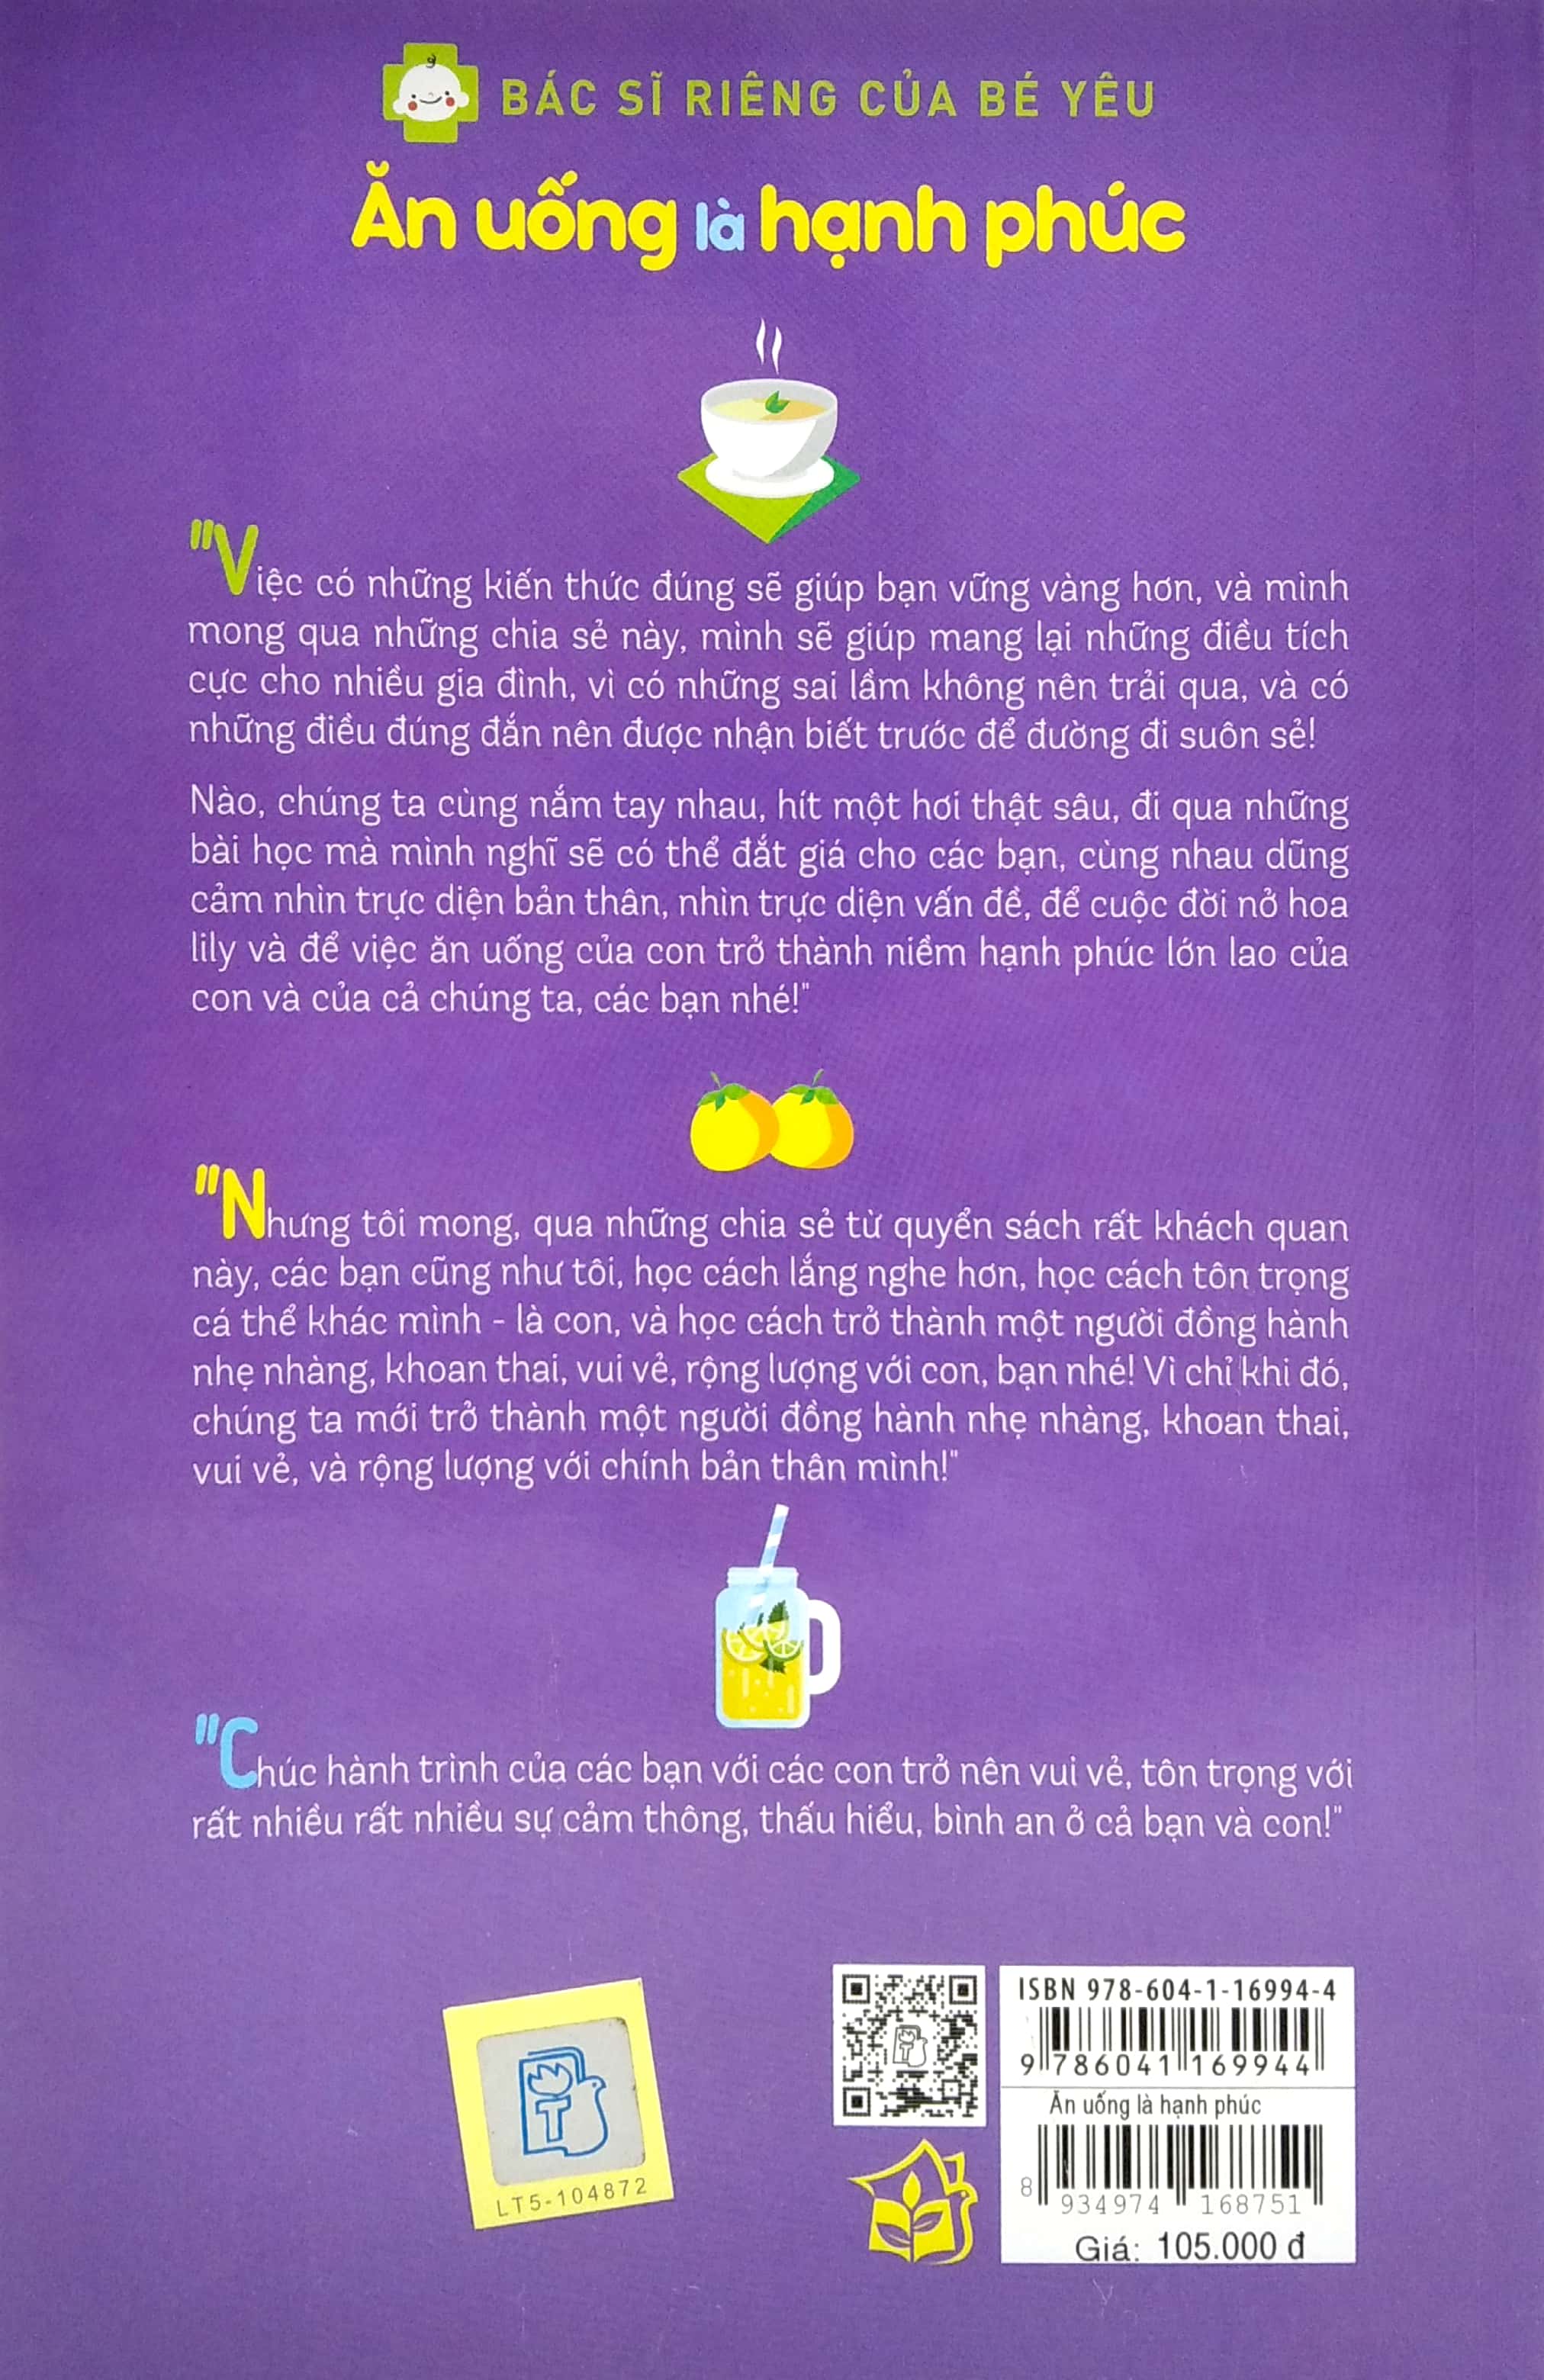 BÁC SĨ RIÊNG CỦA BÉ YÊU
Ăn uống là hạnh phúc
"Việc có những kiến thức đúng sẽ giúp bạn vững vàng hơn, và mình
mong qua những chia sẻ này, mình sẽ giúp mang lại những điều tích
cực cho nhiều gia đình, vì có những sai lầm không nên trải qua, và có
những điều đúng đắn nên được nhận biết trước để đường đi suôn sẻ!
Nào, chúng ta cùng nắm tay nhau, hít một hơi thật sâu, đi qua những
bài học mà mình nghĩ sẽ có thể đắt giá cho các bạn, cùng nhau dũng
cảm nhìn trực diện bản thân, nhìn trực diện vấn đề, để cuộc đời nở hoa
lily và để việc ăn uống của con trở thành niềm hạnh phúc lớn lao của
con và của cả chúng ta, các bạn nhé!"
"Nhưng tôi mong, qua những chia sẻ từ quyển sách rất khách quan
này, các bạn cũng như tôi, học cách lắng nghe hơn, học cách tôn trọng
cá thể khác mình - là con, và học cách trở thành một người đồng hành
nhẹ nhàng, khoan thai, vui vẻ, rộng lượng với con, bạn nhé! Vì chỉ khi đó,
chúng ta mới trở thành một người đồng hành nhẹ nhàng, khoan thai,
vui vẻ, và rộng lượng với chính bản thân mình!"
"Chúc hành trình của các bạn với các con trở nên vui vẻ, tôn trọng với
rất nhiều rất nhiều sự cảm thông, thấu hiểu, bình an ở cả bạn và con!"
T
LT5-104872
T
ISBN 978-604-1-16994-4
9 786041 169944
Ăn uống là hạnh phúc
8 934974 168751
Giá: 105.000 đ